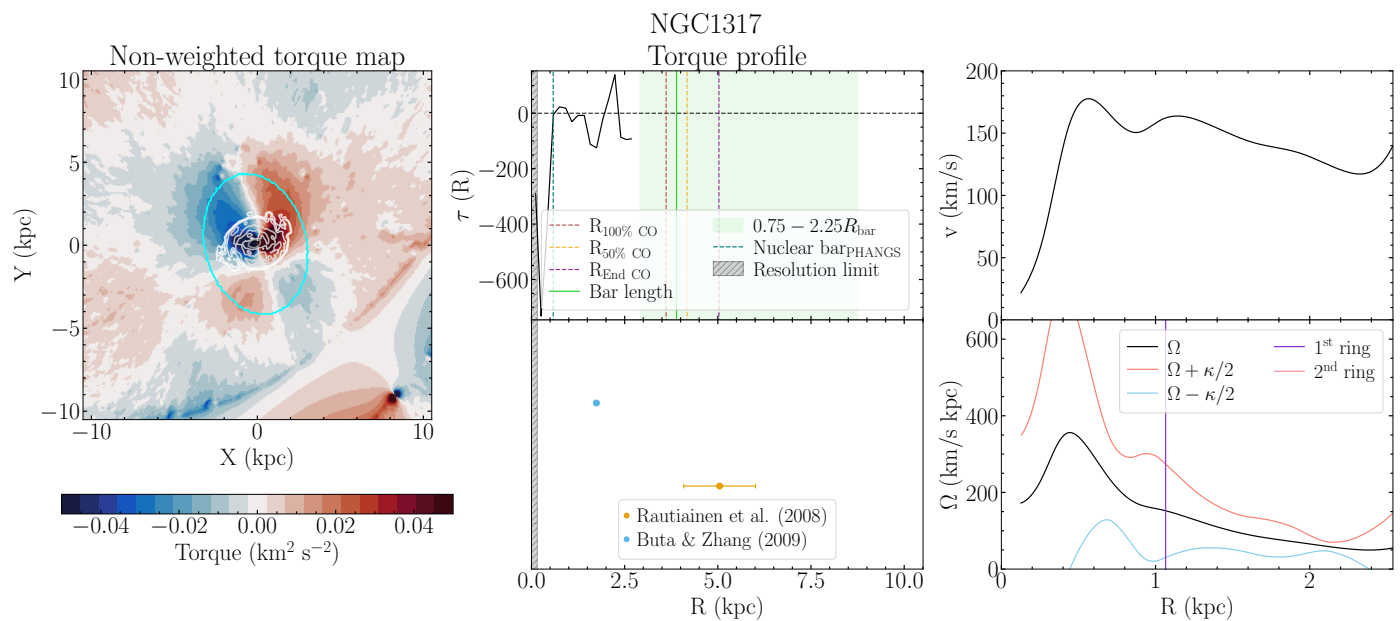 NGC1317
Non-weighted torque map
Torque profile
10
5
0
−5
−10
Y (kpc)
−10
0
10
X (kpc)
−0.04
−0.02
0.00
0.02
0.04
Torque (km² s⁻²)
0
−200
−400
−600
τ (R)
R100% CO
R50% CO
REnd CO
Bar length
0.75 − 2.25Rbar
Nuclear barPHANGS
Resolution limit
Rautiainen et al. (2008)
Buta & Zhang (2009)
0.0
2.5
5.0
7.5
10.0
R (kpc)
200
150
100
50
0
v (km/s)
600
400
200
0
Ω (km/s kpc)
Ω
Ω + κ/2
Ω − κ/2
1st ring
2nd ring
0
1
2
R (kpc)